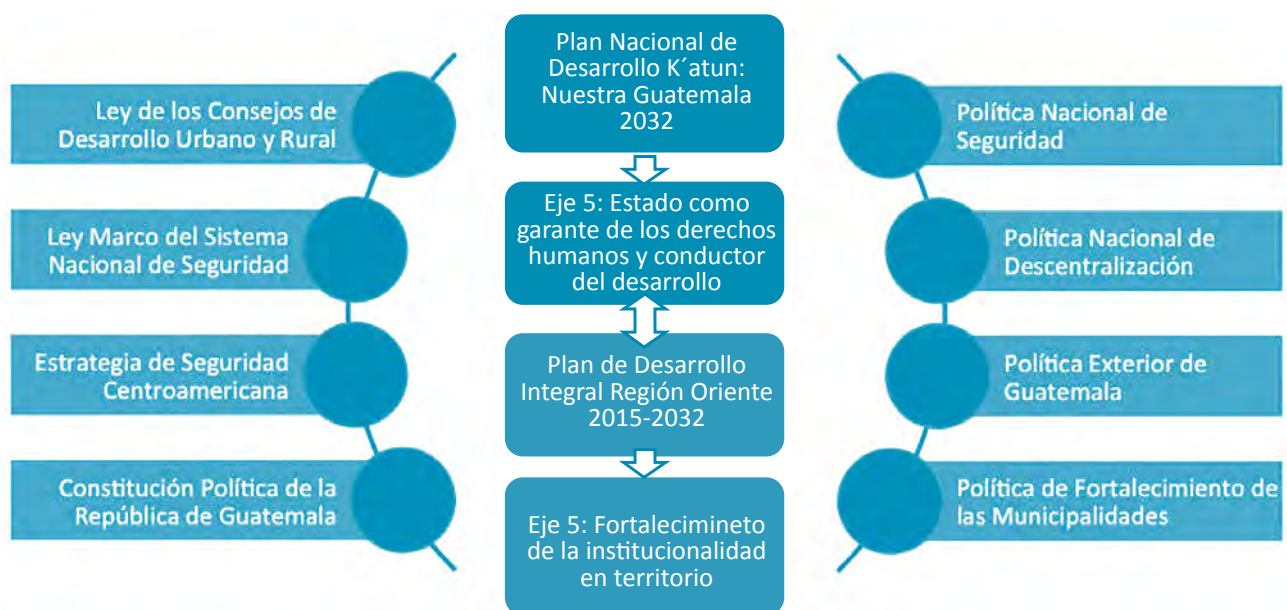 Ley de los Consejos de
Desarrollo Urbano y Rural
Ley Marco del Sistema
Nacional de Seguridad
Estrategia de Seguridad
Centroamericana
Constitución Política de la
República de Guatemala
Plan Nacional de
Desarrollo K´atun:
Nuestra Guatemala
2032
Eje 5: Estado como
garante de los derechos
humanos y conductor
del desarrollo
Plan de Desarrollo
Integral Región Oriente
2015-2032
Eje 5: Fortalecimineto
de la institucionalidad
en territorio
Política Nacional de
Seguridad
Política Nacional de
Descentralización
Política Exterior de
Guatemala
Política de Fortalecimiento de
las Municipalidades